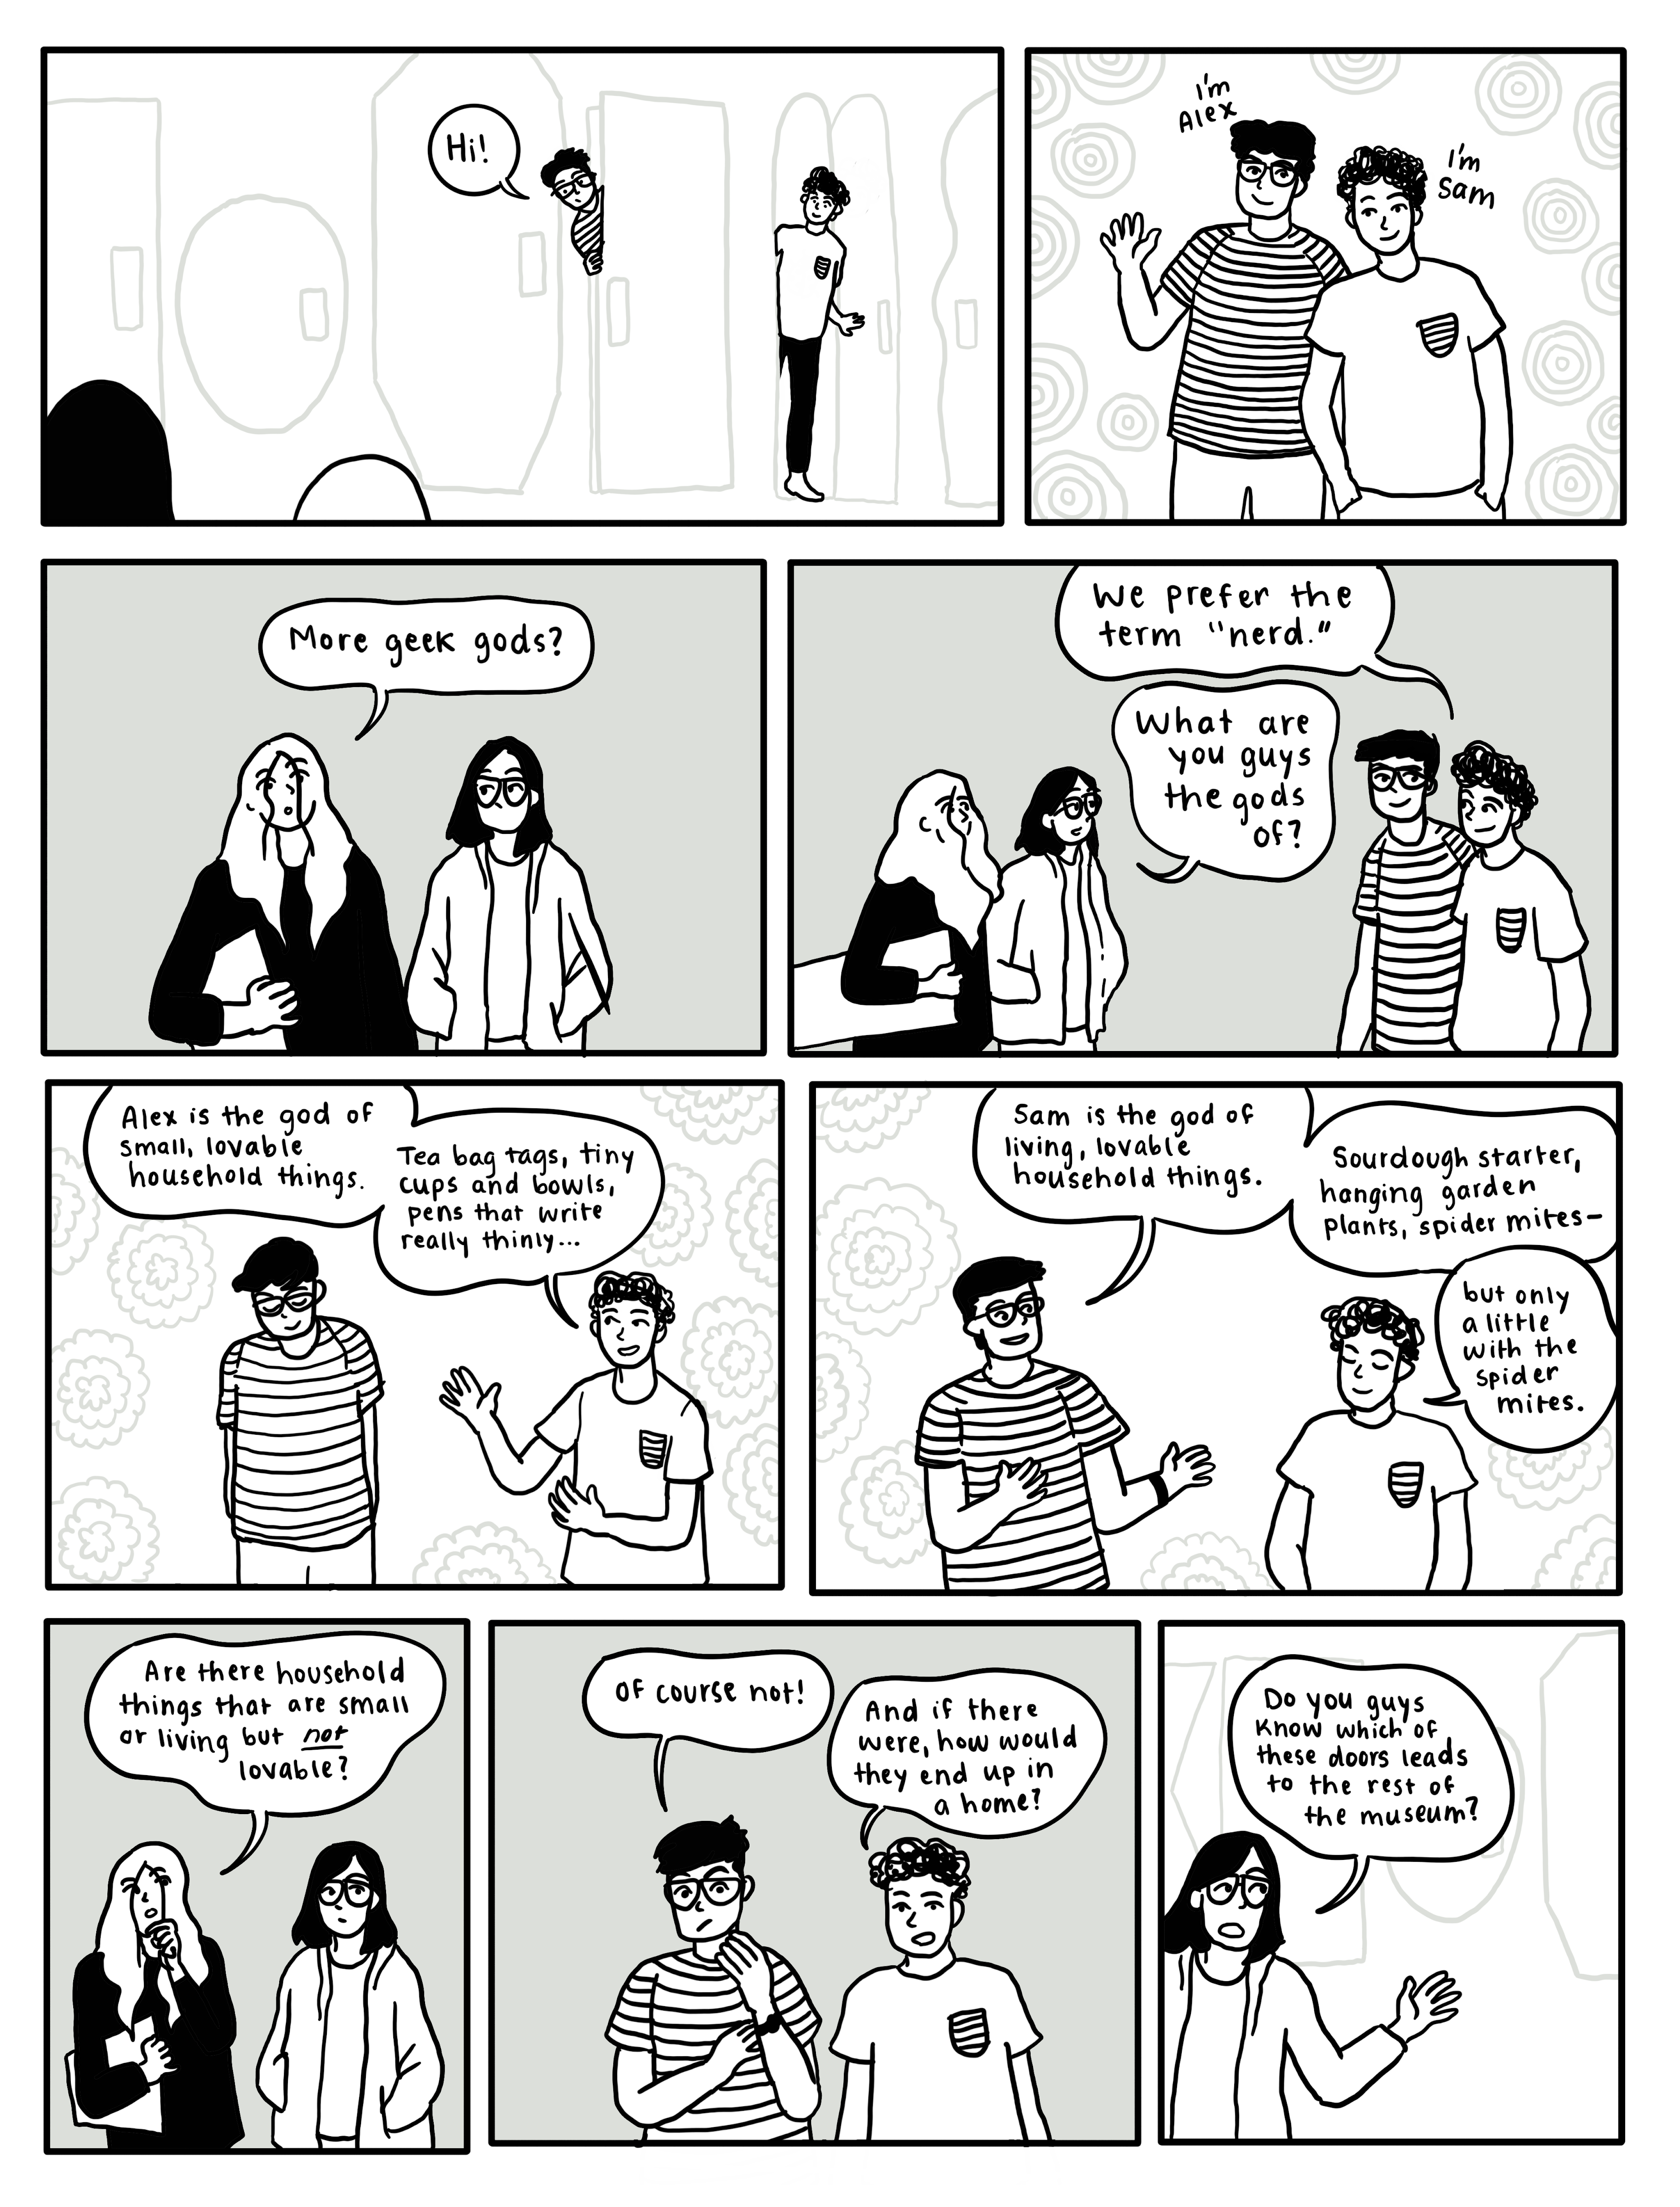 Hi!
I'm
Alex
I'm
Sam
More geek gods?
We prefer the
term "nerd."
What are
you guys
the gods
of?
Alex is the god of
small, lovable
household things.
Tea bag tags, tiny
cups and bowls,
pens that write
really thinly...
Sam is the god of
living, lovable
household things.
Sourdough starter,
hanging garden
plants, spider mites—
but only
a little
with the
spider
mites.
Are there household
things that are small
or living but not
lovable?
Of course not!
And if there
were, how would
they end up in
a home?
Do you guys
know which of
these doors leads
to the rest of
the museum?